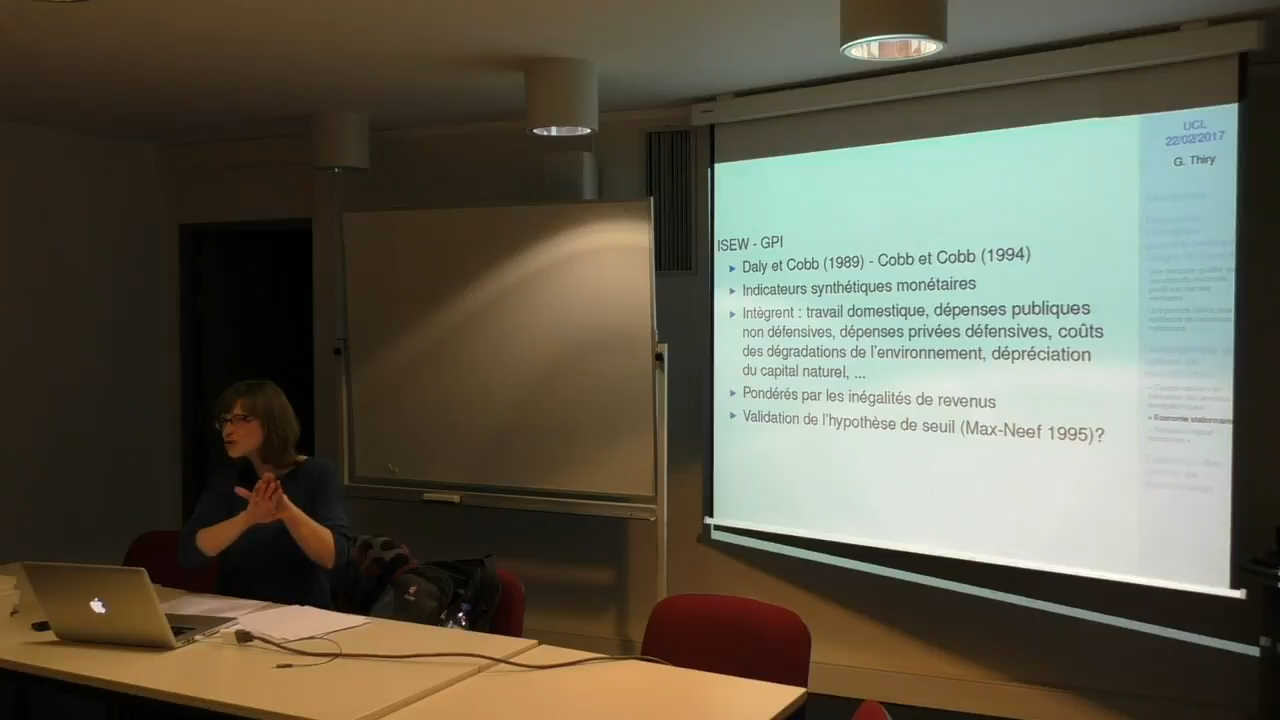 UCL
22/02/2017
G. Thiry
ISEW - GPI
Daly et Cobb (1989) - Cobb et Cobb (1994)
Indicateurs synthétiques monétaires
Intègrent : travail domestique, dépenses publiques
non défensives, dépenses privées défensives, coûts
des dégradations de l'environnement, dépréciation
du capital naturel, ...
Pondérés par les inégalités de revenus
Validation de l'hypothèse de seuil (Max-Neef 1995)?
« Economie stationnaire